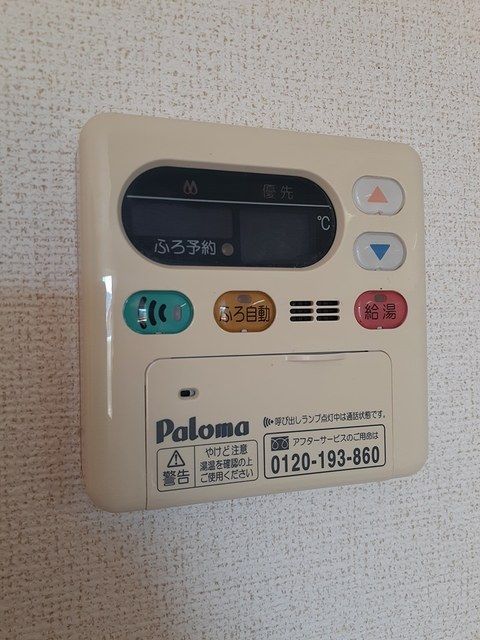 優先
℃
ふろ予約
ふろ自動
給湯
Paloma
呼び出しランプ点灯中は通話状態です。
警告
やけど注意
湯温を確認の上
ご使用ください
アフターサービスのご用命は
0120-193-860